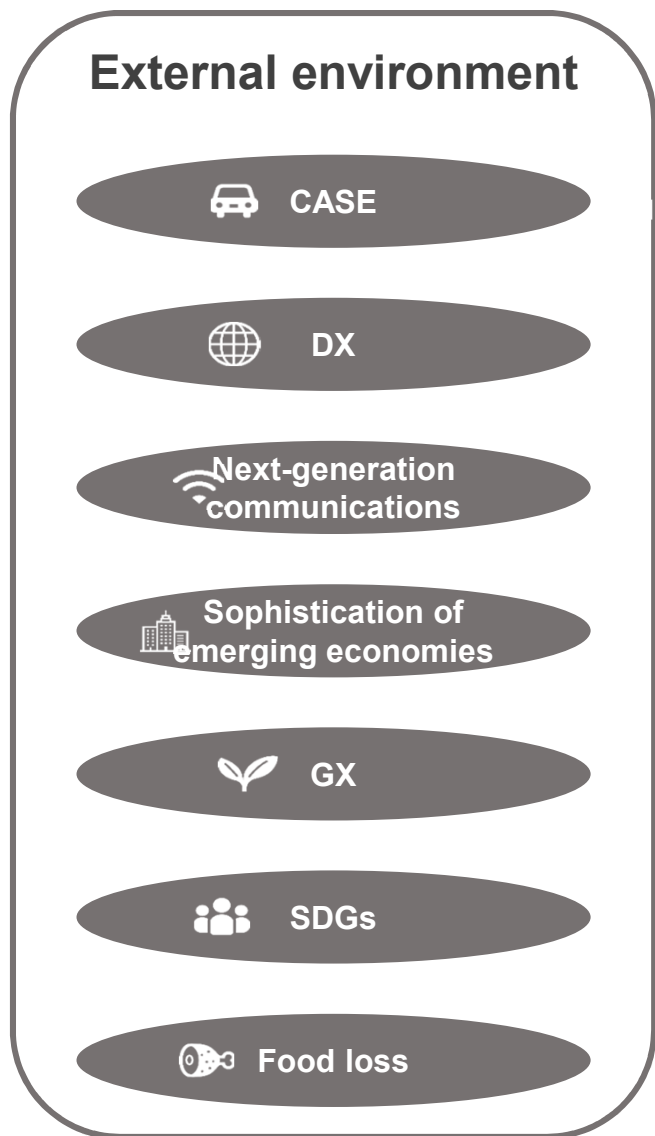 External environment
CASE
DX
Next-generation
communications
Sophistication of
emerging economies
GX
SDGs
Food loss